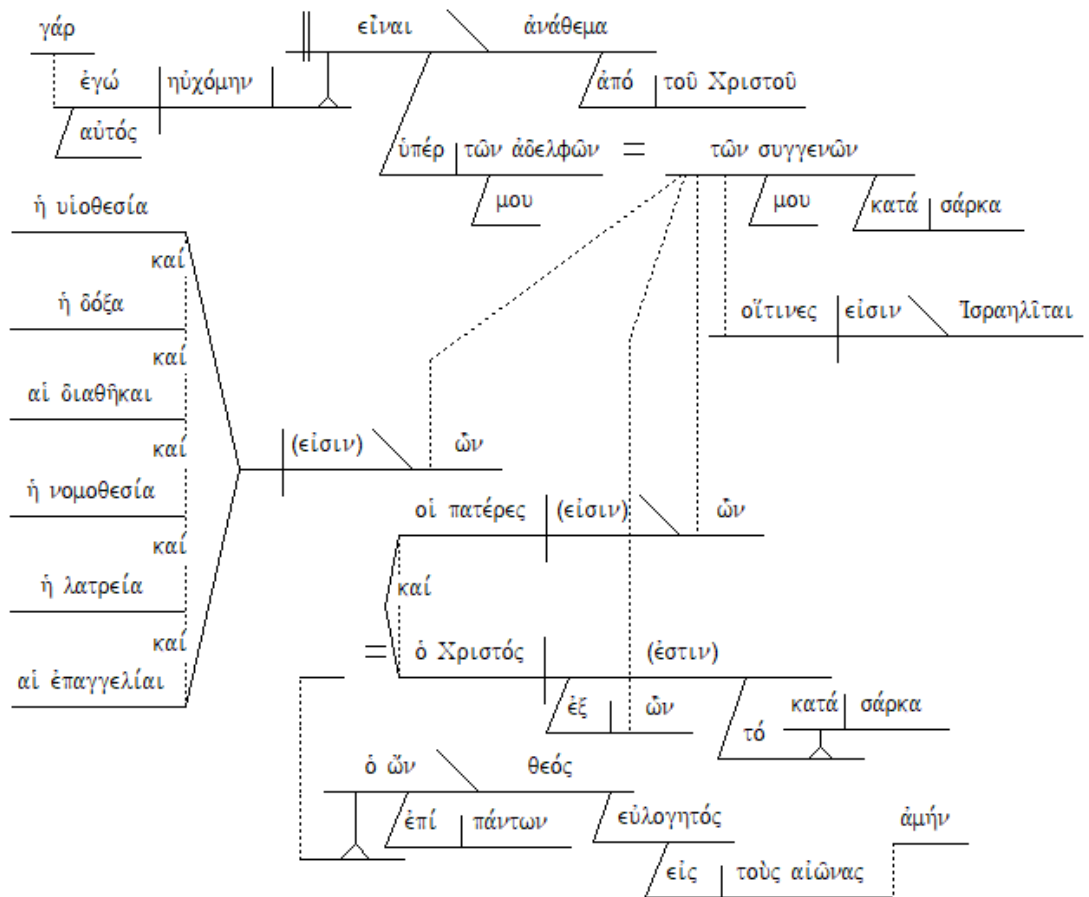 γάρ εἶναι ἀνάθεμα
ἐγώ ηὐχόμην ἀπό τοῦ Χριστοῦ
αὐτός ὑπέρ τῶν ἀδελφῶν = τῶν συγγενῶν
ἡ υἱοθεσία μου μου κατά σάρκα
καί
ἡ δόξα οἵτινες εἰσιν Ἰσραηλῖται
καί
αἱ διαθῆκαι
καί (εἰσιν) ὧν
ἡ νομοθεσία οἱ πατέρες (εἰσιν) ὧν
καί
ἡ λατρεία καί
καί = ὁ Χριστός (ἐστιν)
αἱ ἐπαγγελίαι ἐξ ὧν κατά σάρκα
τό
ὁ ὤν θεός
ἐπί πάντων εὐλογητός ἀμήν
εἰς τοὺς αἰῶνας